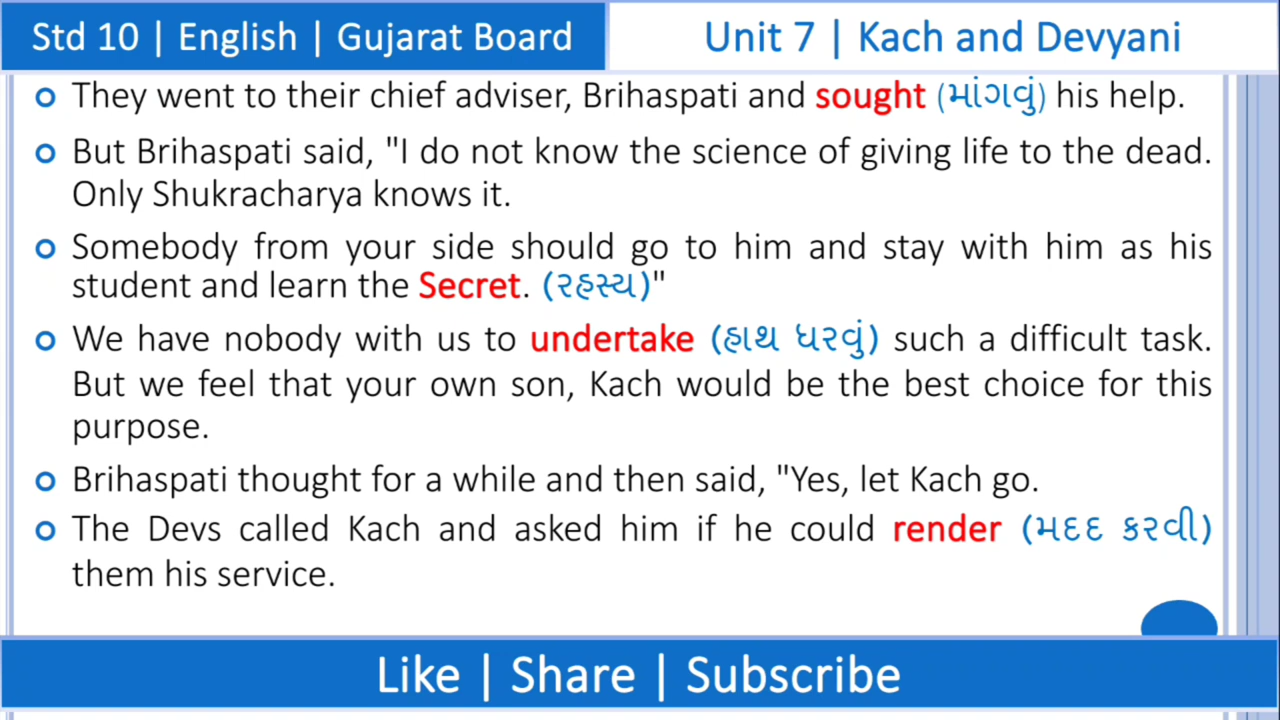 Std 10 | English | Gujarat Board
Unit 7 | Kach and Devyani
They went to their chief adviser, Brihaspati and sought (માંગવું) his help.
But Brihaspati said, "I do not know the science of giving life to the dead.
Only Shukracharya knows it.
Somebody from your side should go to him and stay with him as his
student and learn the Secret. (રહસ્ય)"
We have nobody with us to undertake (હાથ ધરવું) such a difficult task.
But we feel that your own son, Kach would be the best choice for this
purpose.
Brihaspati thought for a while and then said, "Yes, let Kach go.
The Devs called Kach and asked him if he could render (મદદ કરવી)
them his service.
Like | Share | Subscribe